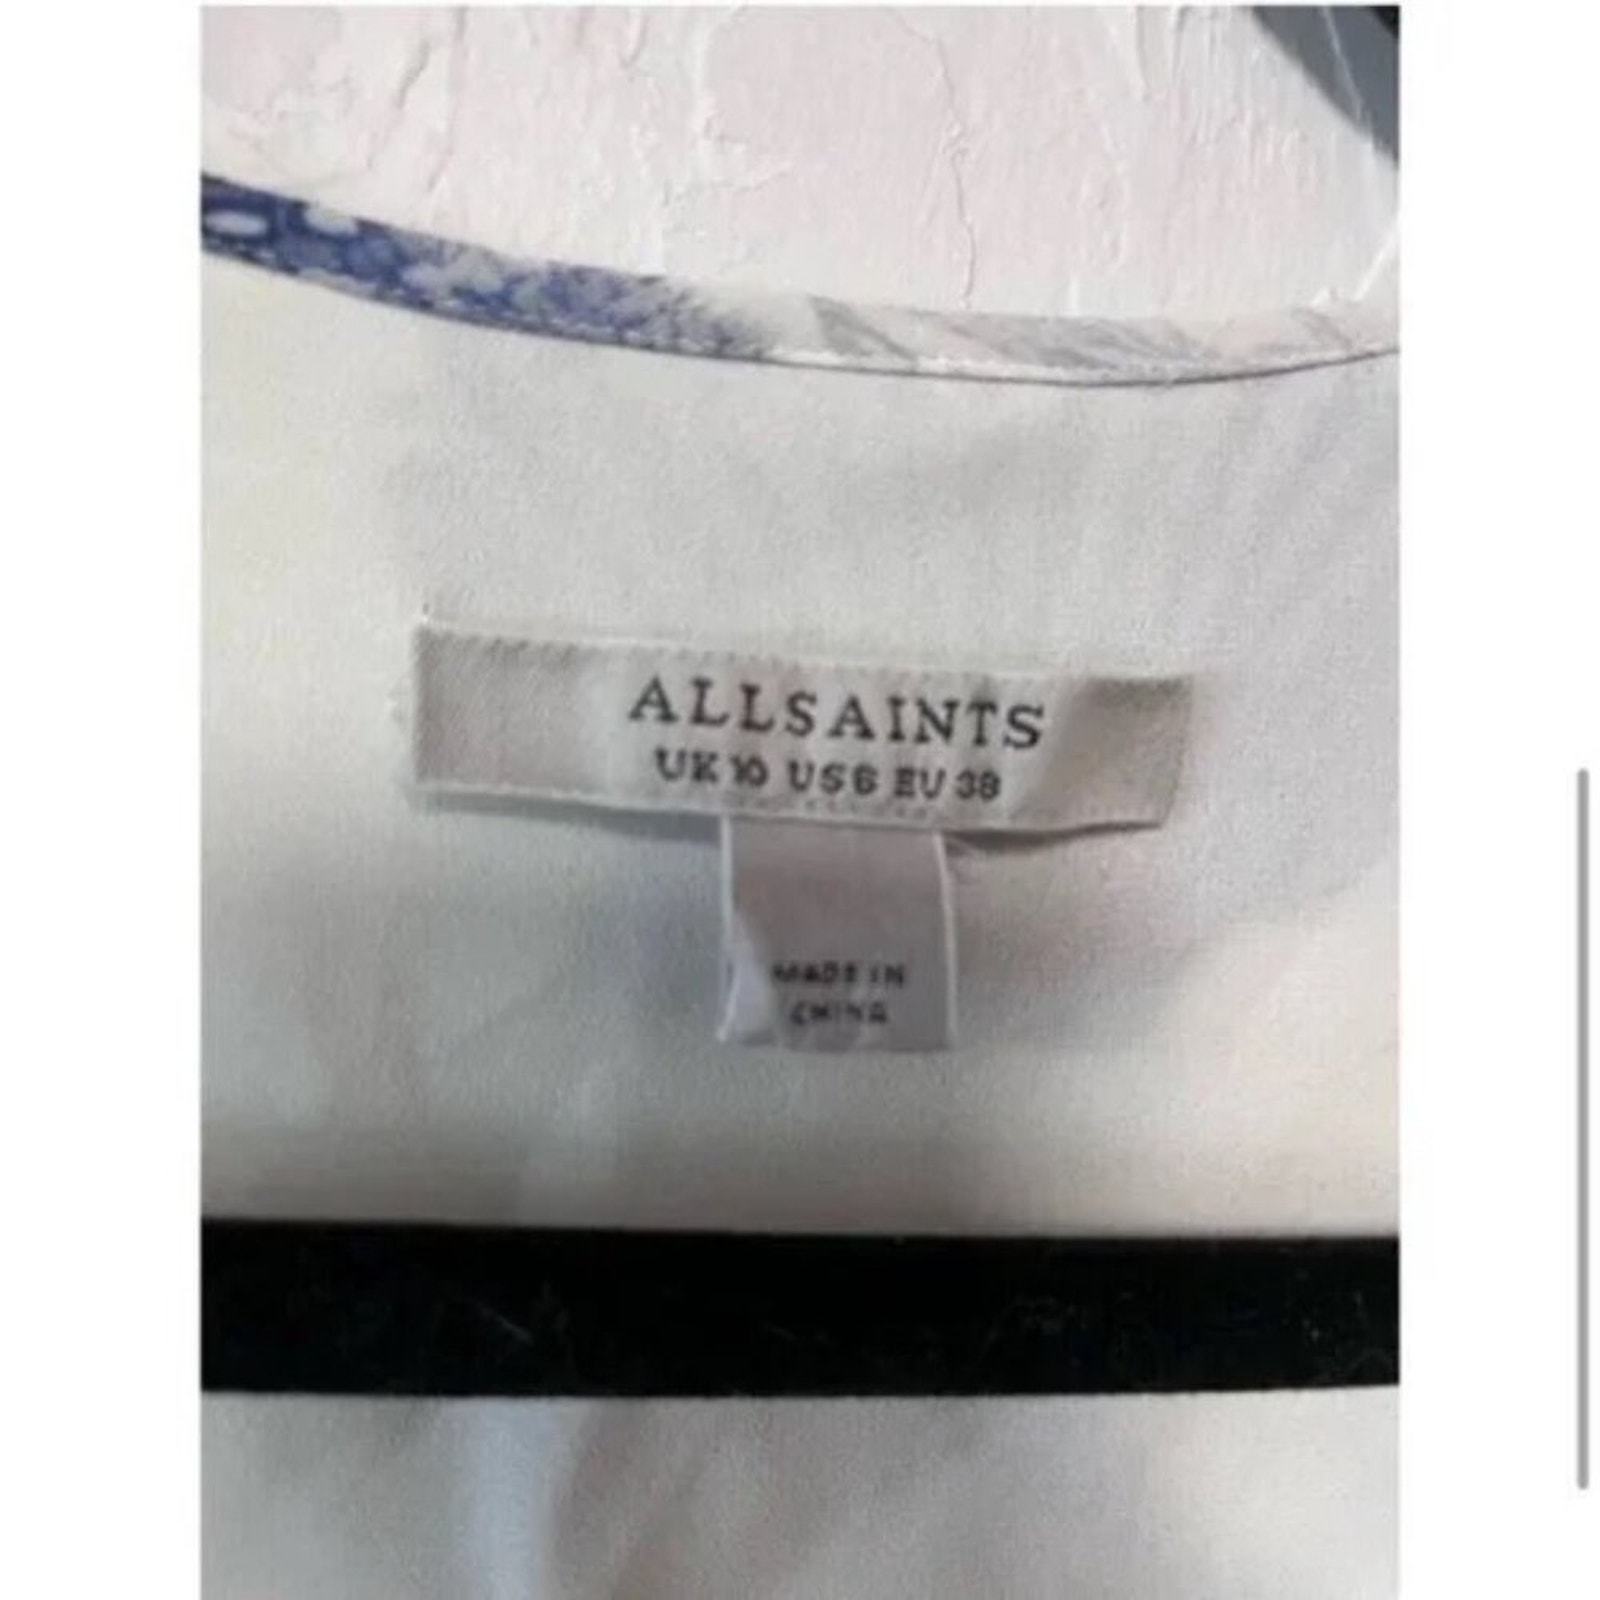 ALLSAINTS
UK 10 US 6 EU 38
MADE IN
CHINA